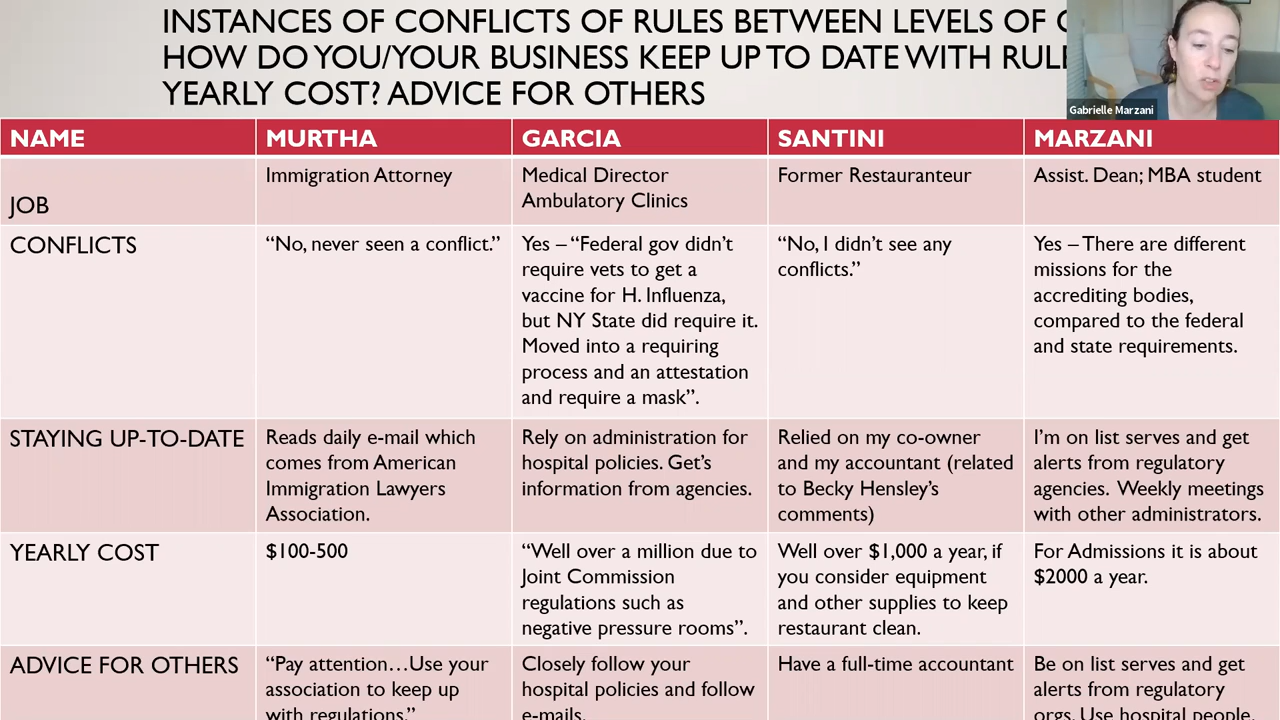 INSTANCES OF CONFLICTS OF RULES BETWEEN LEVELS OF
HOW DO YOU/YOUR BUSINESS KEEP UP TO DATE WITH
YEARLY COST? ADVICE FOR OTHERS
Gabrielle Marzani
NAME
MURTHA
GARCIA
SANTINI
MARZANI
JOB
Immigration Attorney
Medical Director
Ambulatory Clinics
Former Restauranteur
Assist. Dean; MBA student
CONFLICTS
“No, never seen a conflict.”
Yes – “Federal gov didn’t
require vets to get a
vaccine for H. Influenza,
but NY State did require it.
Moved into a requiring
process and an attestation
and require a mask”.
“No, I didn’t see any
conflicts.”
Yes – There are different
missions for the
accrediting bodies,
compared to the federal
and state requirements.
STAYING UP-TO-DATE
Reads daily e-mail which
comes from American
Immigration Lawyers
Association.
Rely on administration for
hospital policies. Get’s
information from agencies.
Relied on my co-owner
and my accountant (related
to Becky Hensley’s
comments)
I’m on list serves and get
alerts from regulatory
agencies. Weekly meetings
with other administrators.
YEARLY COST
$100-500
“Well over a million due to
Joint Commission
regulations such as
negative pressure rooms”.
Well over $1,000 a year, if
you consider equipment
and other supplies to keep
restaurant clean.
For Admissions it is about
$2000 a year.
ADVICE FOR OTHERS
“Pay attention…Use your
association to keep up
with regulations.”
Closely follow your
hospital policies and follow
e-mails.
Have a full-time accountant
Be on list serves and get
alerts from regulatory
orgs. Use hospital people.